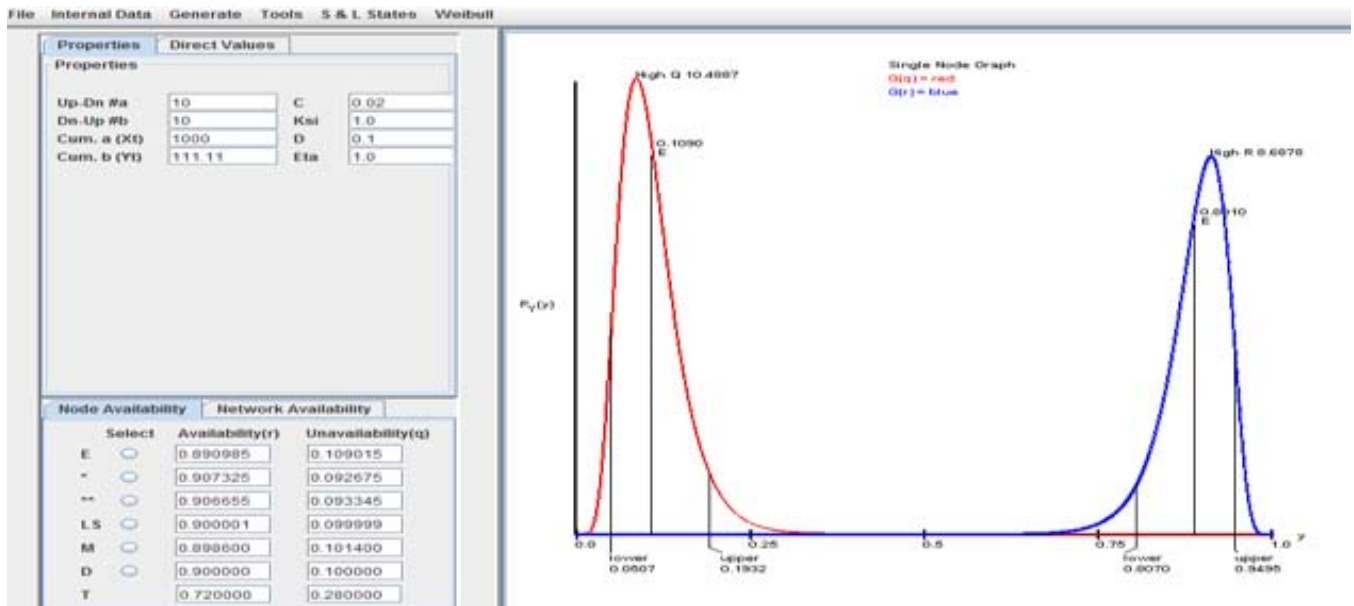 File Internal Data Generate Tools S & L States Weibull
Properties Direct Values
Properties
Up-Dn #a 10 C 0.02
Dn-Up #b 10 Ksi 1.0
Cum. a (Xt) 1000 D 0.1
Cum. b (Yt) 111.11 Eta 1.0
Node Availability Network Availability
Select Availability(r) Unavailability(q)
E 0.890985 0.109015
* 0.907325 0.092675
** 0.906655 0.093345
LS 0.900001 0.099999
M 0.898600 0.101400
D 0.900000 0.100000
T 0.720000 0.280000
Single Node Graph
G(q) = red
G(r) = blue
High Q 10.4887
0.1090
E
High R 8.6878
0.8910
E
FY(y)
0.0 0.25 0.5 0.75 1.0 y
lower upper lower upper
0.0507 0.1932 0.8070 0.9495